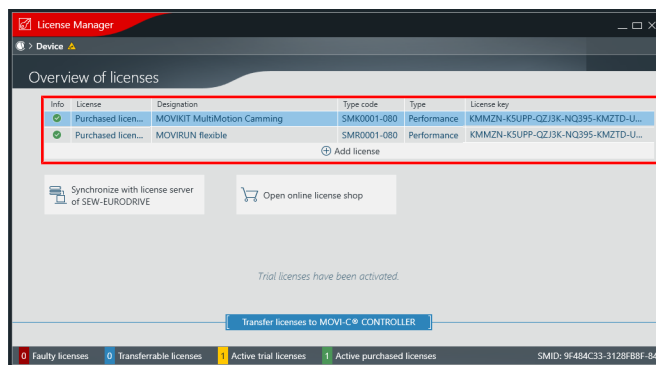 License Manager
> Device
Overview of licenses
Info License Designation Type code Type License key
Purchased licen... MOVIKIT MultiMotion Camming SMK0001-080 Performance KMMZN-K5UPP-QZJ3K-NQ395-KMZTD-U...
Purchased licen... MOVIRUN flexible SMR0001-080 Performance KMMZN-K5UPP-QZJ3K-NQ395-KMZTD-U...
Add license
Synchronize with license server
of SEW-EURODRIVE
Open online license shop
Trial licenses have been activated.
Transfer licenses to MOVI-C® CONTROLLER
0 Faulty licenses 0 Transferrable licenses 1 Active trial licenses 1 Active purchased licenses SMID: 9F484C33-3128FB8F-84